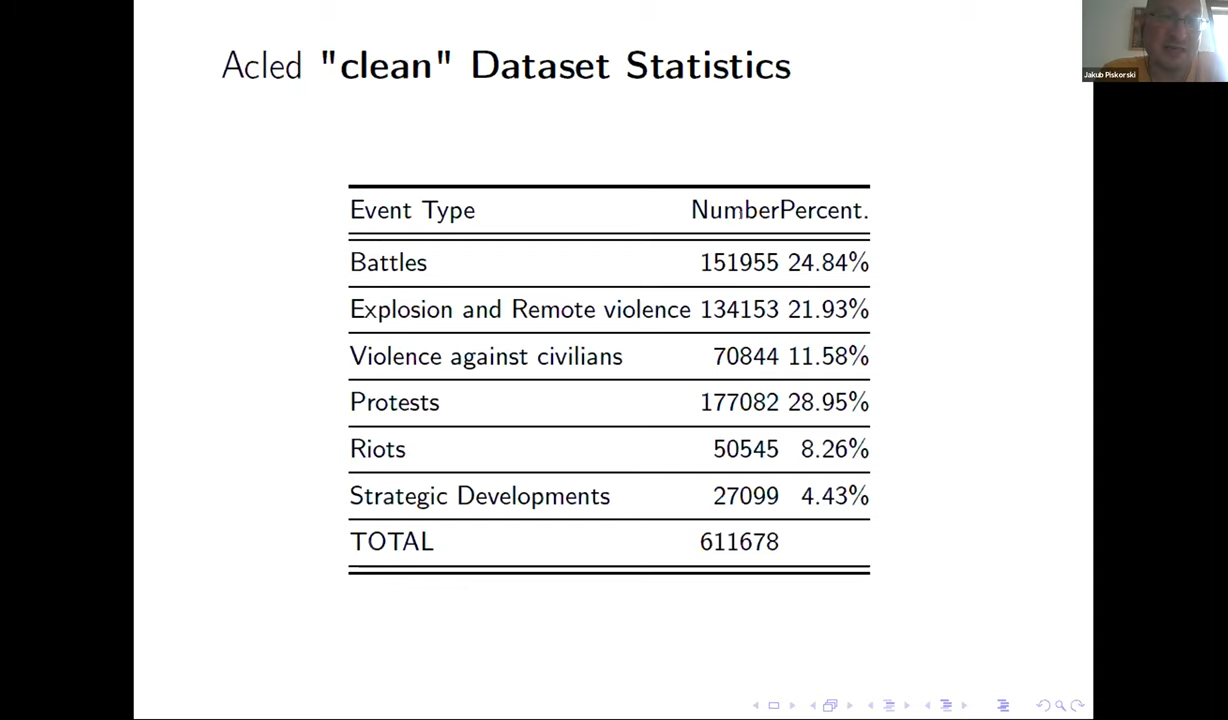 Acled "clean" Dataset Statistics
Jakub Piskorski
Event Type NumberPercent.
Battles 151955 24.84%
Explosion and Remote violence 134153 21.93%
Violence against civilians 70844 11.58%
Protests 177082 28.95%
Riots 50545 8.26%
Strategic Developments 27099 4.43%
TOTAL 611678